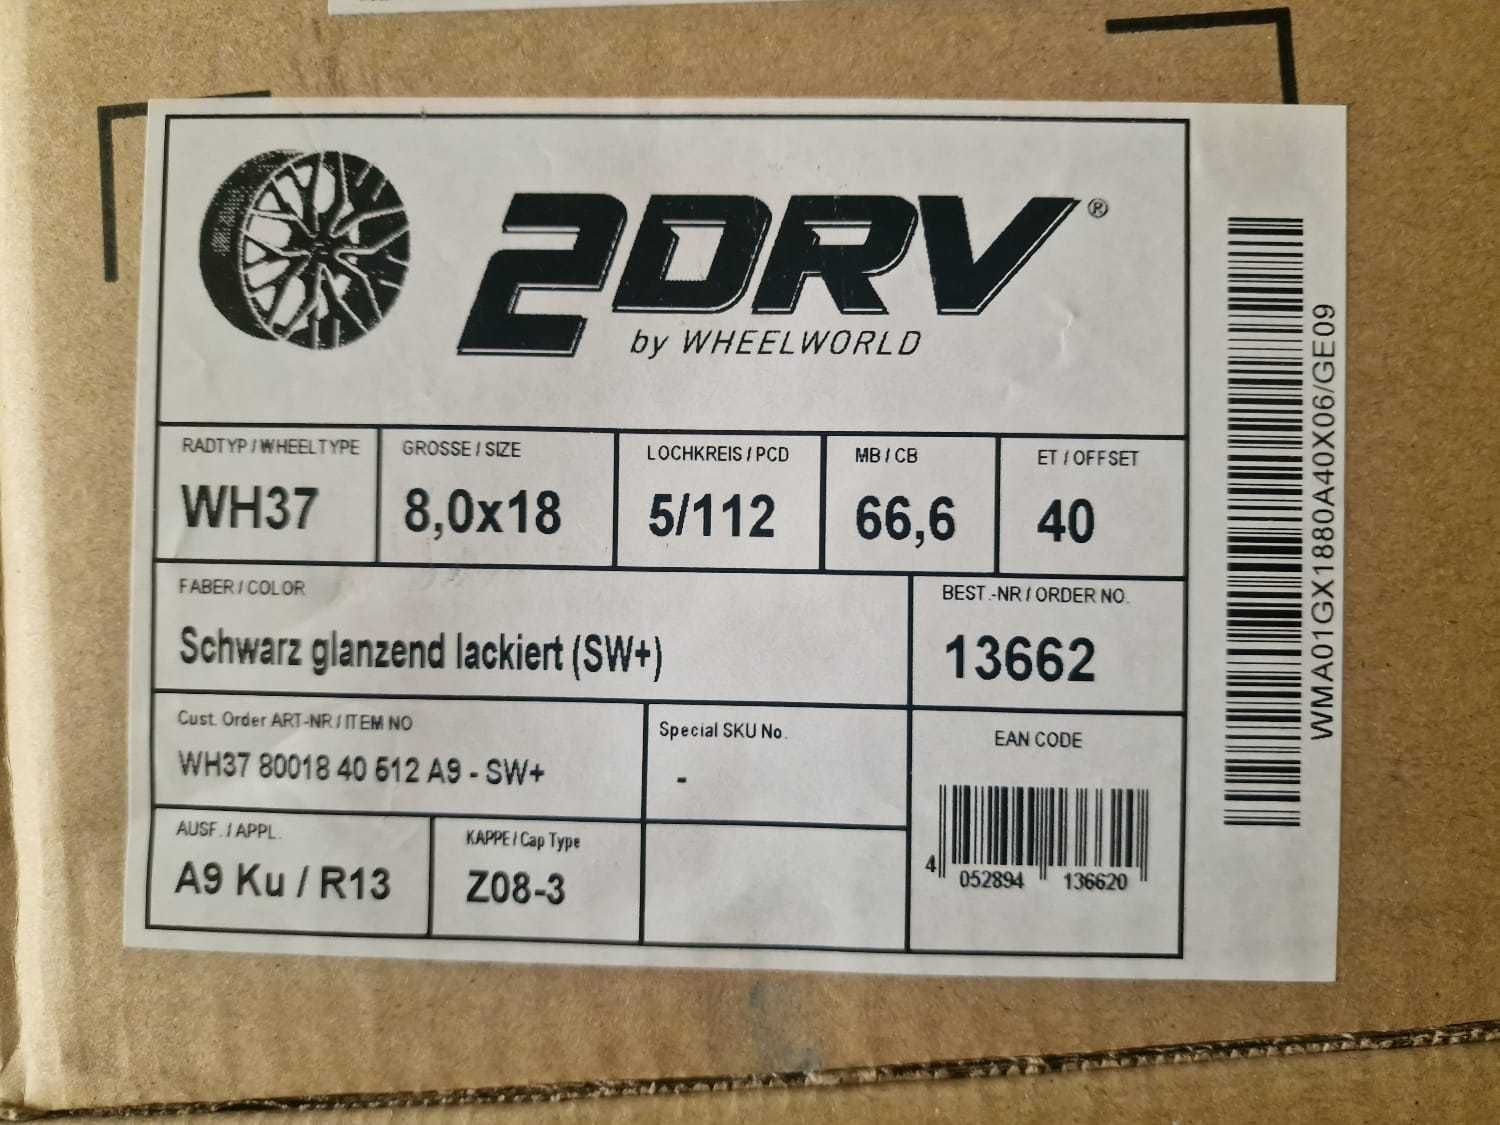 2DRV®
by WHEELWORLD
RADTYP / WHEELTYPE
WH37
GROSSE / SIZE
8,0x18
LOCHKREIS / PCD
5/112
MB / CB
66,6
ET / OFFSET
40
FABER / COLOR
Schwarz glanzend lackiert (SW+)
BEST.-NR / ORDER NO.
13662
Cust. Order ART-NR / ITEM NO
WH37 80018 40 512 A9 - SW+
Special SKU No.
-
EAN CODE
4 052894 136620
AUSF. / APPL.
A9 Ku / R13
KAPPE / Cap Type
Z08-3
WMA01GX1880A40X06/GE09